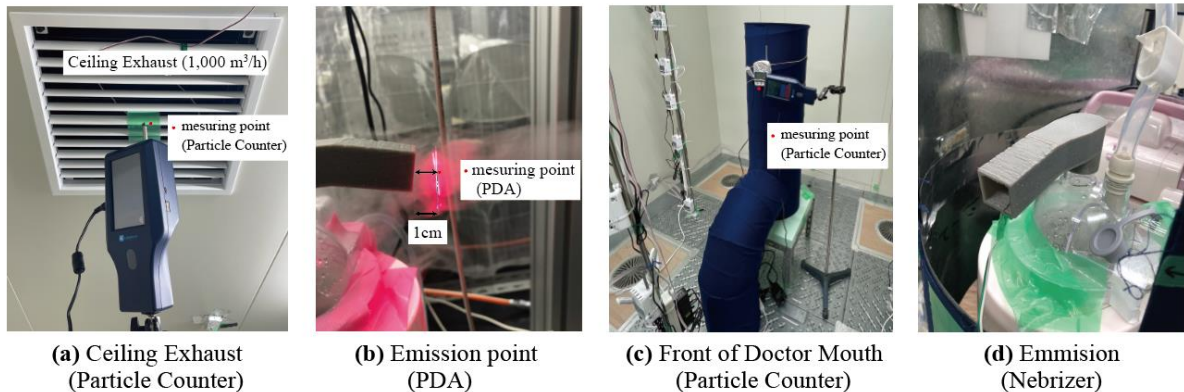 Ceiling Exhaust (1,000 m³/h)
• mesuring point
(Particle Counter)
• mesuring point
(PDA)
1cm
• mesuring point
(Particle Counter)
(a) Ceiling Exhaust
(Particle Counter)
(b) Emission point
(PDA)
(c) Front of Doctor Mouth
(Particle Counter)
(d) Emmision
(Nebrizer)